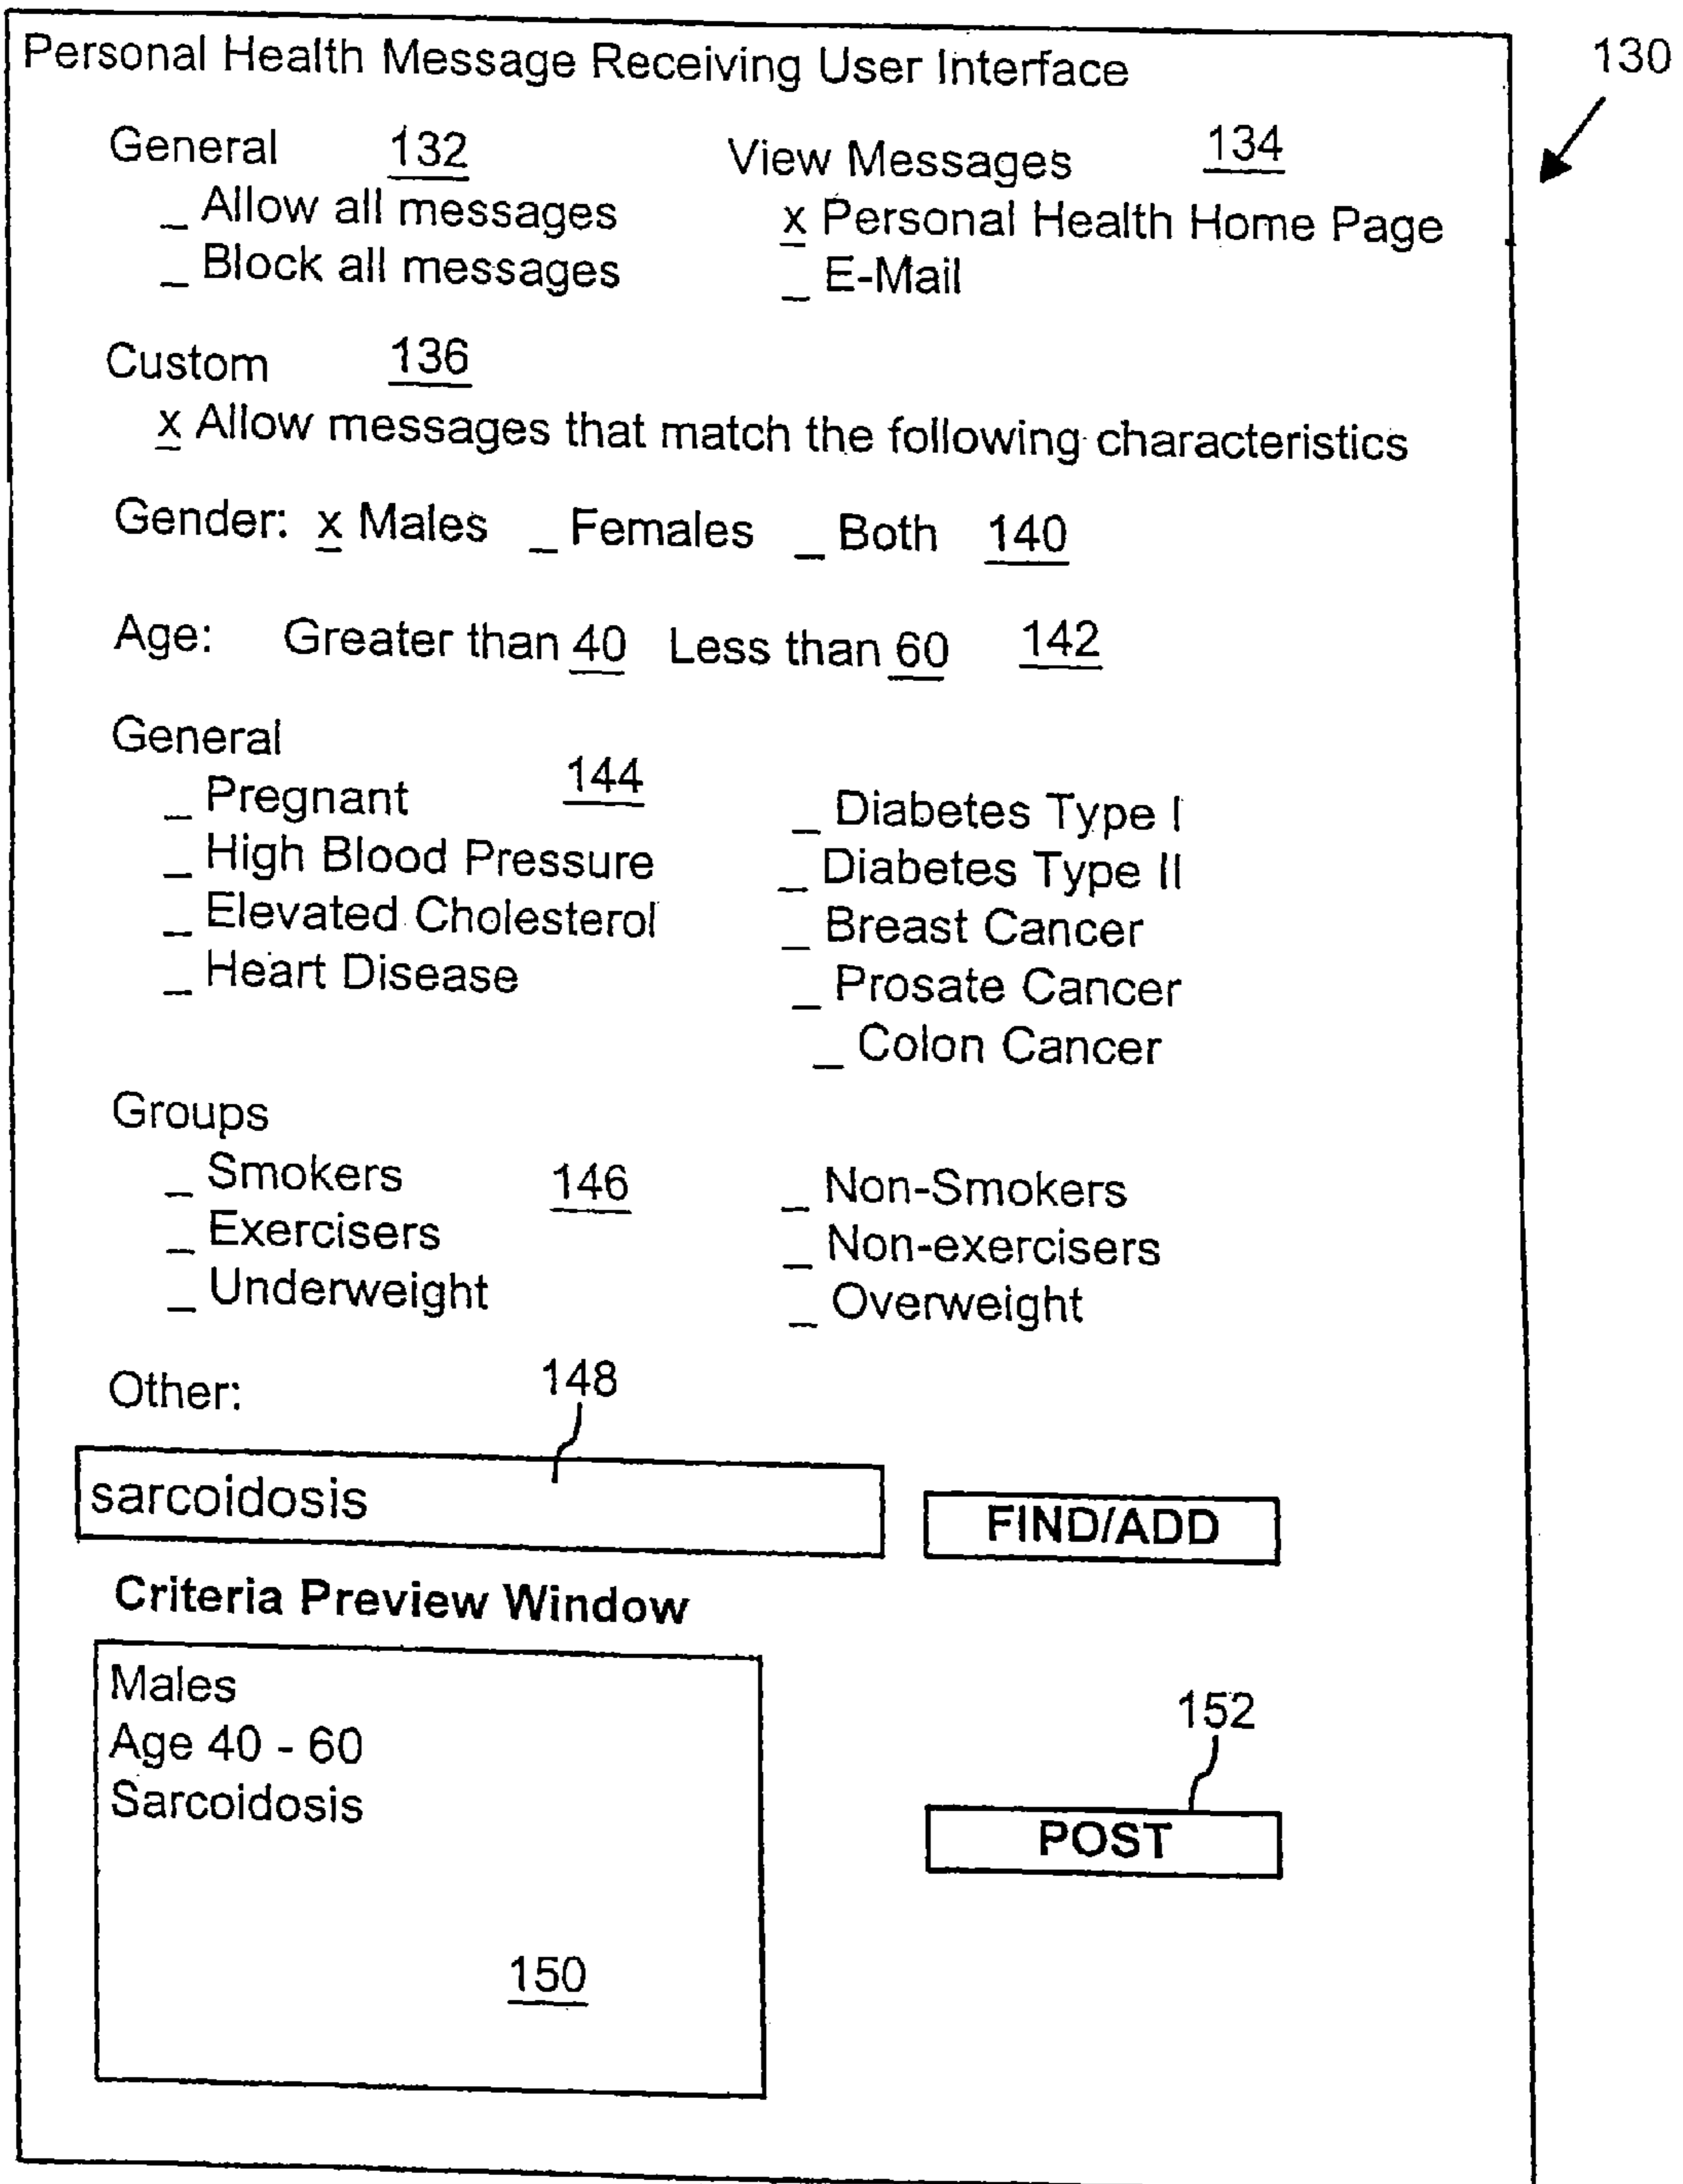 Personal Health Message Receiving User Interface
130
General 132 View Messages 134
_ Allow all messages x Personal Health Home Page
_ Block all messages _ E-Mail
Custom 136
x Allow messages that match the following characteristics
Gender: x Males _ Females _ Both 140
Age: Greater than 40 Less than 60 142
General
144
_ Pregnant _ Diabetes Type I
_ High Blood Pressure _ Diabetes Type II
_ Elevated Cholesterol _ Breast Cancer
_ Heart Disease _ Prosate Cancer
_ Colon Cancer
Groups
_ Smokers 146 _ Non-Smokers
_ Exercisers _ Non-exercisers
_ Underweight _ Overweight
Other: 148
sarcoidosis FIND/ADD
Criteria Preview Window
Males
Age 40 - 60
Sarcoidosis
152
POST
150